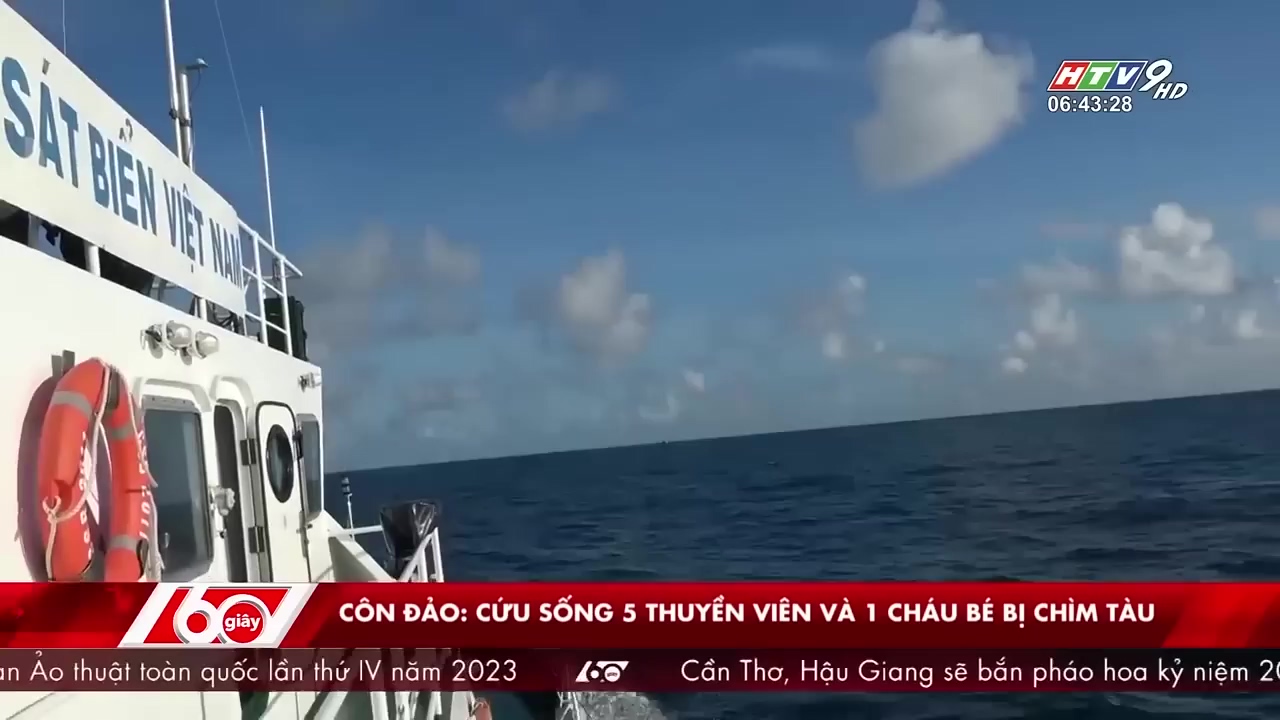 HTV9 HD
06:43:28
SÁT BIỂN VIỆT NAM
60 giây
CÔN ĐẢO: CỨU SỐNG 5 THUYỀN VIÊN VÀ 1 CHÁU BÉ BỊ CHÌM TÀU
Ảo thuật toàn quốc lần thứ IV năm 2023 60 giây Cần Thơ, Hậu Giang sẽ bắn pháo hoa kỷ niệm